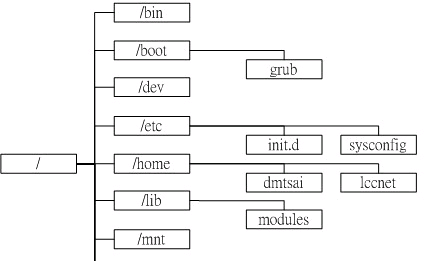 /bin
/boot
grub
/dev
/etc
init.d
sysconfig
/
/home
dmtsai
lccnet
/lib
modules
/mnt